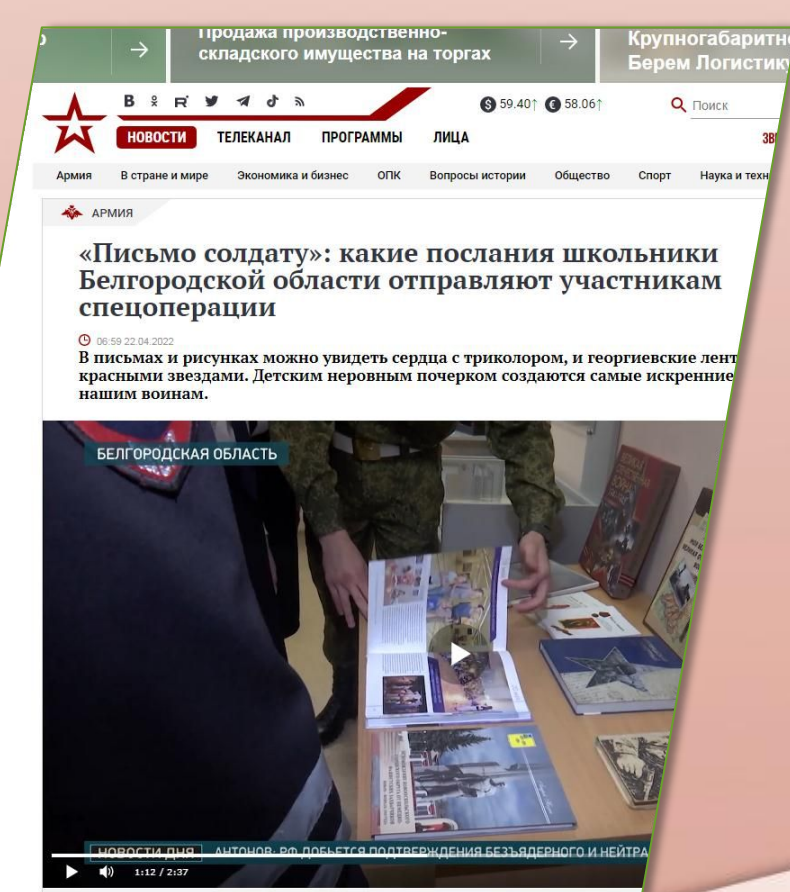 Продажа производственно-
складского имущества на торгах
Крупногабаритно
Берем Логистику
59.40↑ 58.06↑ Поиск
НОВОСТИ ТЕЛЕКАНАЛ ПРОГРАММЫ ЛИЦА
Армия В стране и мире Экономика и бизнес ОПК Вопросы истории Общество Спорт Наука и техн
АРМИЯ
«Письмо солдату»: какие послания школьники
Белгородской области отправляют участникам
спецоперации
06:59 22.04.2022
В письмах и рисунках можно увидеть сердца с триколором, и георгиевские лент
красными звездами. Детским неровным почерком создаются самые искренние
нашим воинам.
БЕЛГОРОДСКАЯ ОБЛАСТЬ
НОВОСТИ ДНЯ АНТОНОВ: РФ ДОБЬЕТСЯ ПОДТВЕРЖДЕНИЯ БЕЗЪЯДЕРНОГО И НЕЙТРА
1:12 / 2:37